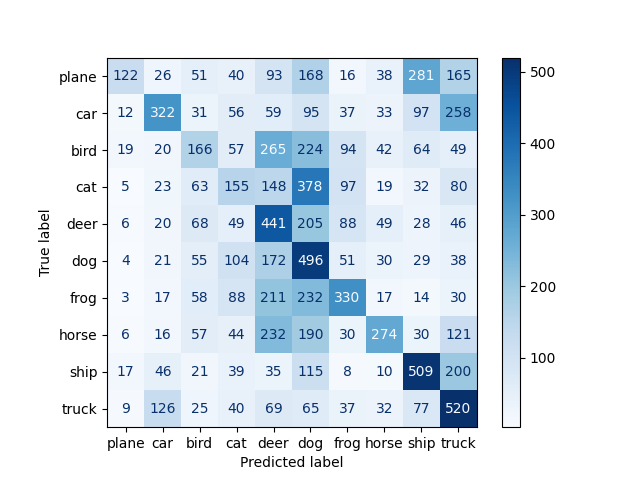 plane 122 26 51 40 93 168 16 38 281 165
car 12 322 31 56 59 95 37 33 97 258
bird 19 20 166 57 265 224 94 42 64 49
cat 5 23 63 155 148 378 97 19 32 80
deer 6 20 68 49 441 205 88 49 28 46
dog 4 21 55 104 172 496 51 30 29 38
frog 3 17 58 88 211 232 330 17 14 30
horse 6 16 57 44 232 190 30 274 30 121
ship 17 46 21 39 35 115 8 10 509 200
truck 9 126 25 40 69 65 37 32 77 520
plane car bird cat deer dog frog horse ship truck
Predicted label
True label
500
400
300
200
100